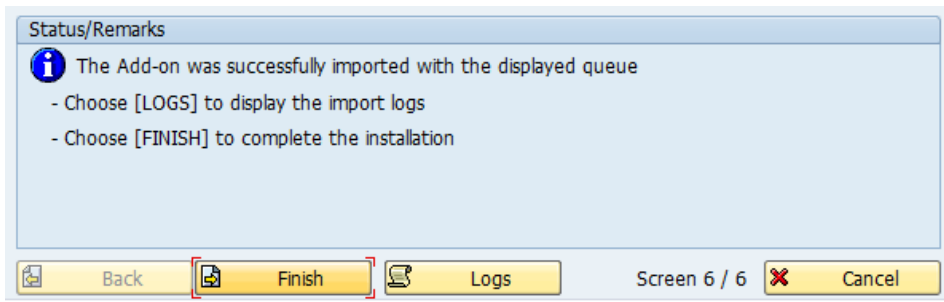 Status/Remarks
The Add-on was successfully imported with the displayed queue
- Choose [LOGS] to display the import logs
- Choose [FINISH] to complete the installation
Back Finish Logs Screen 6 / 6 Cancel